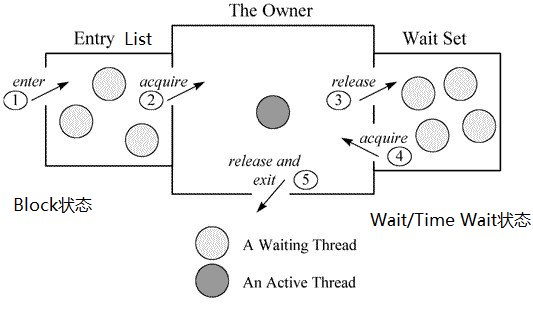 The Owner
Entry List
Wait Set
enter
acquire
release
1
2
3
acquire
4
release and
exit
5
Block状态
Wait/Time Wait状态
A Waiting Thread
An Active Thread